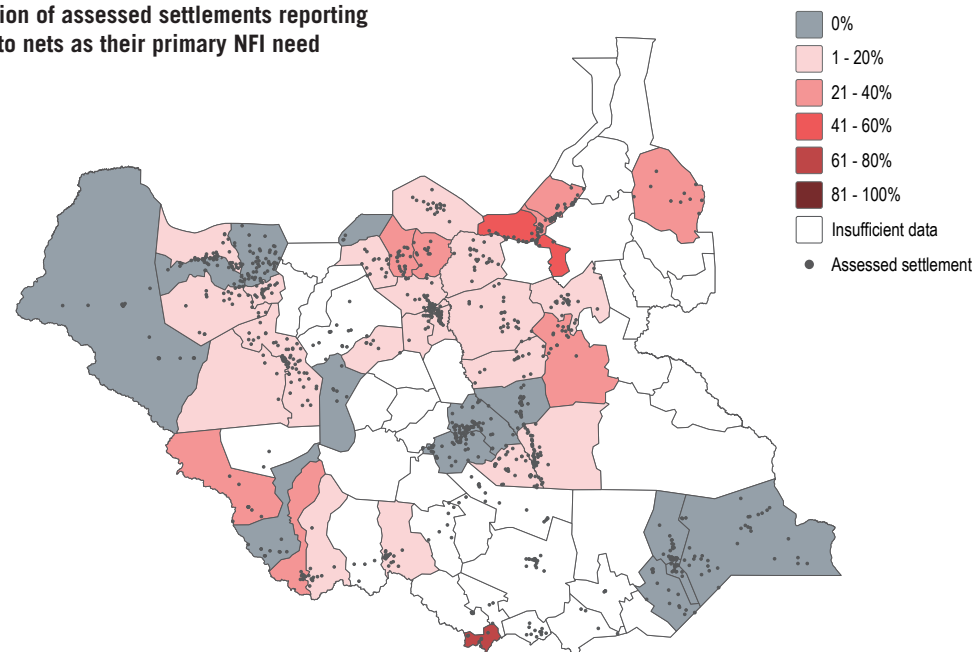 of assessed settlements reporting
to nets as their primary NFI need
0%
1 - 20%
21 - 40%
41 - 60%
61 - 80%
81 - 100%
Insufficient data
Assessed settlement